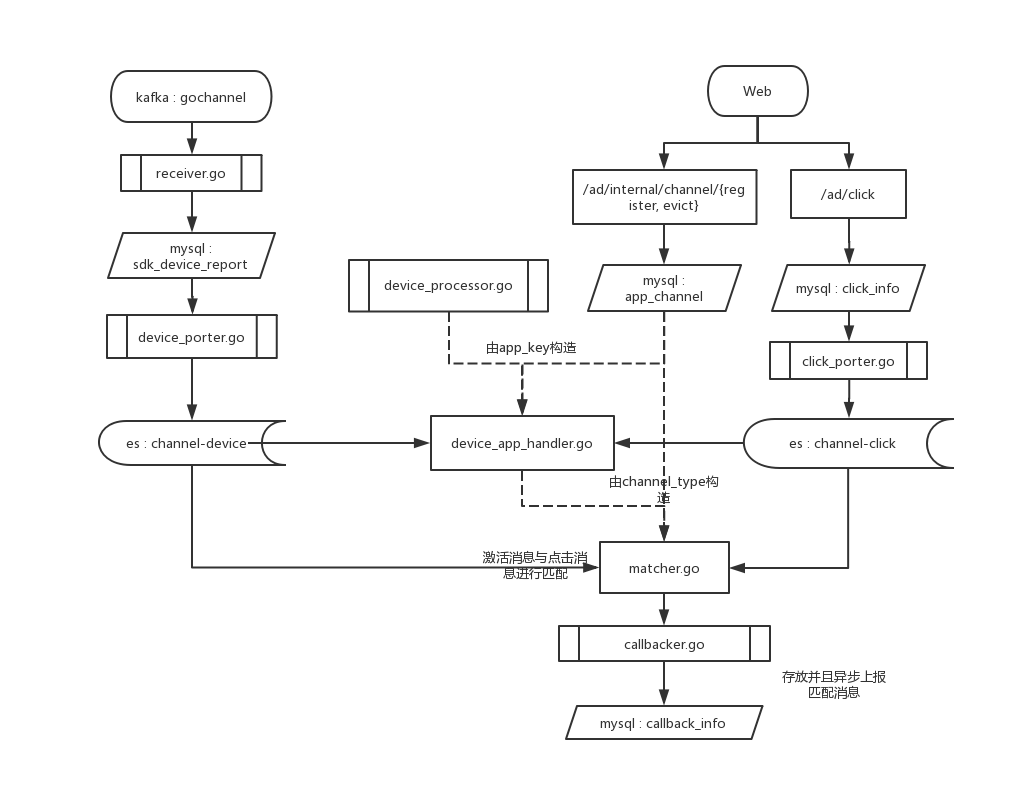 kafka : gochannel
Web
receiver.go
/ad/internal/channel/{reg
ister, evict}
/ad/click
mysql :
sdk_device_report
device_processor.go
mysql :
app_channel
mysql : click_info
device_porter.go
由app_key构造
click_porter.go
es : channel-device
device_app_handler.go
es : channel-click
由channel_type构
造
激活消息与点击消
息进行匹配
matcher.go
callbacker.go
存放并且异步上报
匹配消息
mysql : callback_info